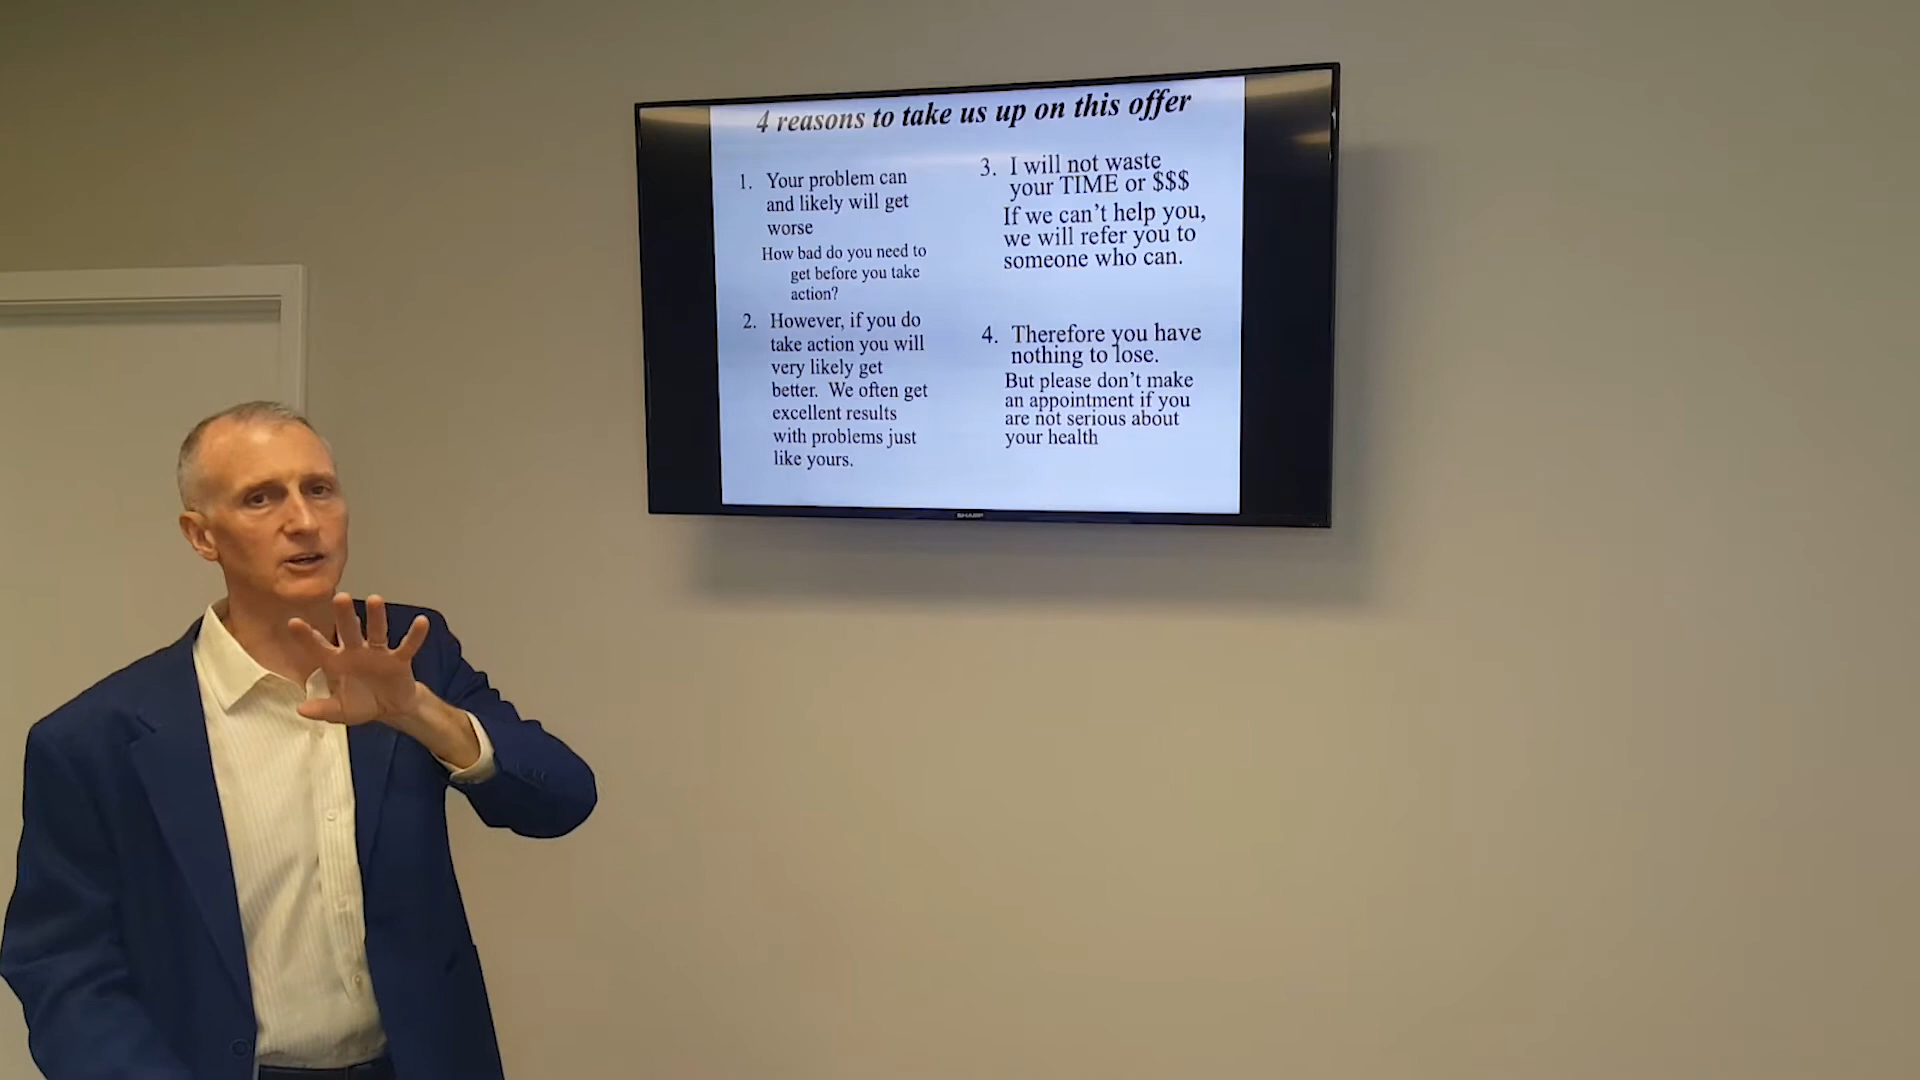 4 reasons to take us up on this offer
1. Your problem can
and likely will get
worse
How bad do you need to
get before you take
action?
2. However, if you do
take action you will
very likely get
better. We often get
excellent results
with problems just
like yours.
3. I will not waste
your TIME or $$$
If we can't help you,
we will refer you to
someone who can.
4. Therefore you have
nothing to lose.
But please don't make
an appointment if you
are not serious about
your health
SHARP